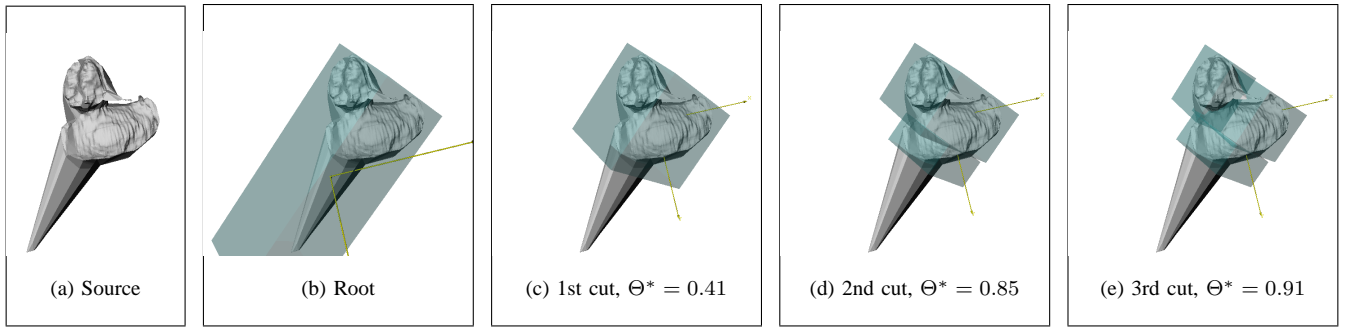 (a) Source
(b) Root
(c) 1st cut, Θ* = 0.41
(d) 2nd cut, Θ* = 0.85
(e) 3rd cut, Θ* = 0.91